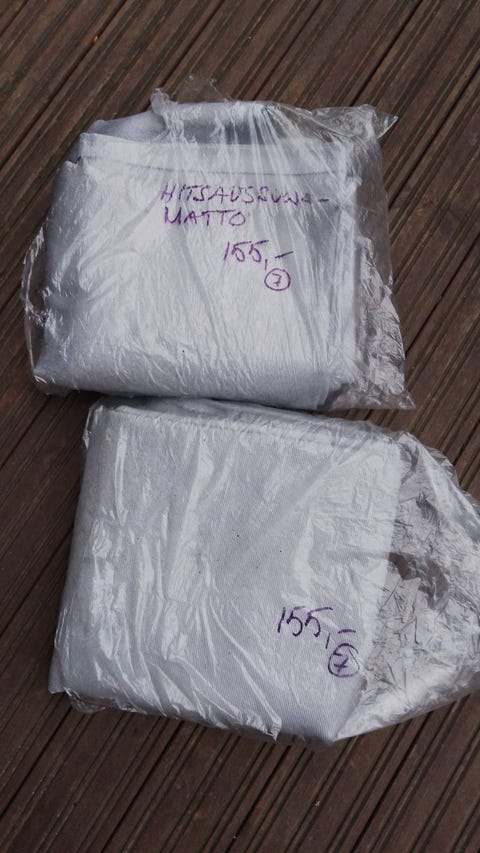 HITSAUSSUOJA-
MATTO
155,-
7
155,-
7